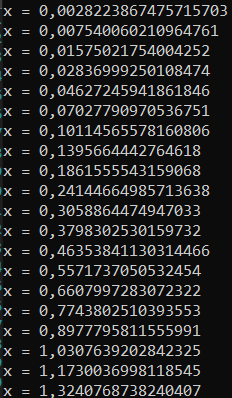 x = 0,0028223867475715703
x = 0,007540060210964761
x = 0,01575021754004252
x = 0,02836999250108474
x = 0,04627245941861846
x = 0,07027790970536751
x = 0,10114565578160806
x = 0,1395664442764618
x = 0,1861555543159068
x = 0,24144664985713638
x = 0,3058864474947033
x = 0,3798302530159732
x = 0,46353841130314466
x = 0,5571737050532454
x = 0,6607997283072322
x = 0,7743802510393553
x = 0,8977795811555991
x = 1,0307639202842325
x = 1,1730036998118545
x = 1,3240768738240407